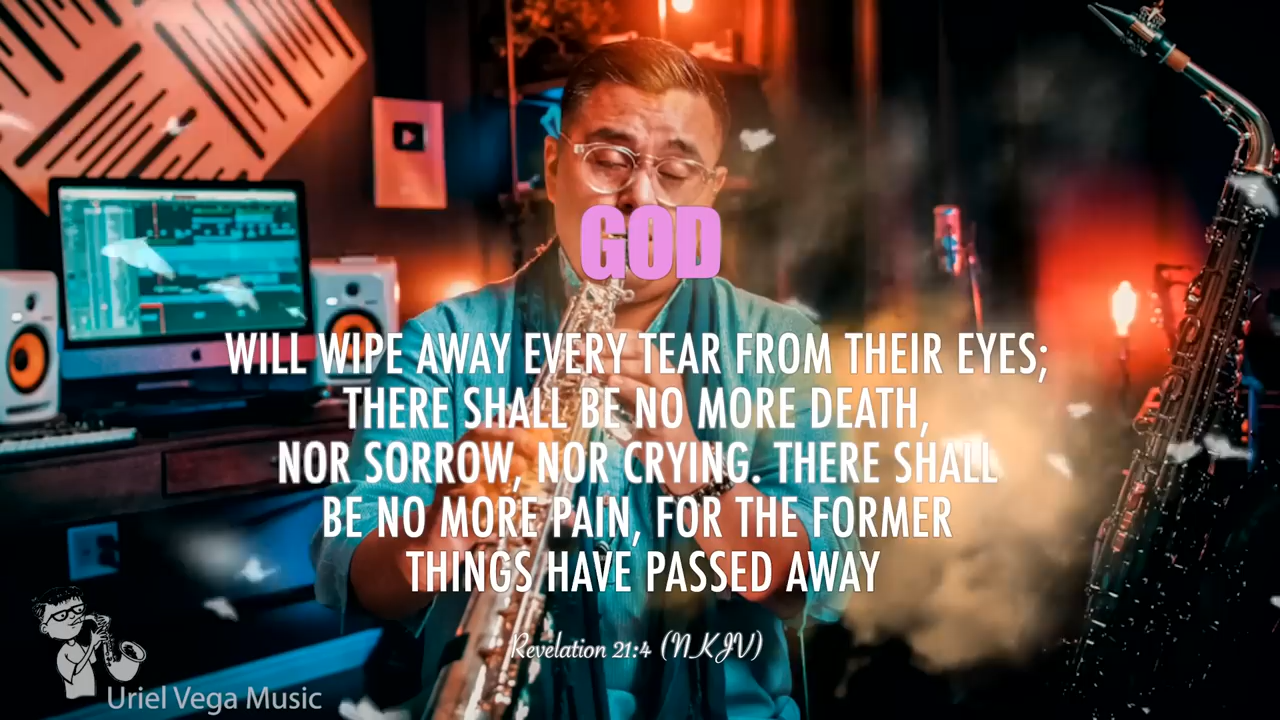 GOD
WILL WIPE AWAY EVERY TEAR FROM THEIR EYES;
THERE SHALL BE NO MORE DEATH,
NOR SORROW, NOR CRYING. THERE SHALL
BE NO MORE PAIN, FOR THE FORMER
THINGS HAVE PASSED AWAY
Revelation 21:4 (NKJV)
Uriel Vega Music